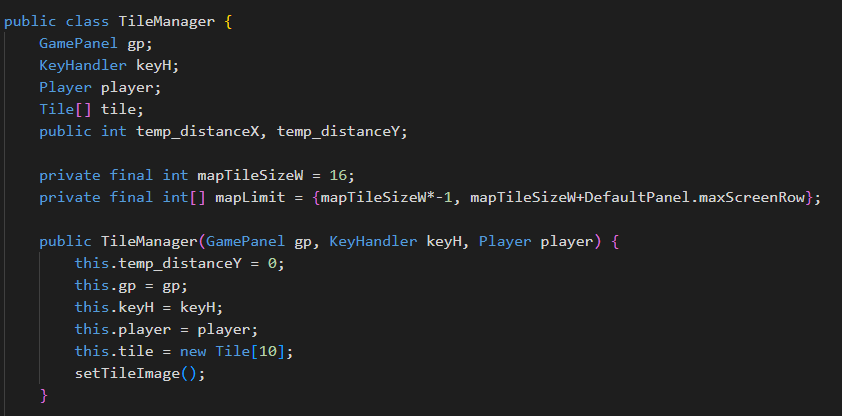 public class TileManager {
GamePanel gp;
KeyHandler keyH;
Player player;
Tile[] tile;
public int temp_distanceX, temp_distanceY;
private final int mapTileSizeW = 16;
private final int[] mapLimit = {mapTileSizeW*-1, mapTileSizeW+DefaultPanel.maxScreenRow};
public TileManager(GamePanel gp, KeyHandler keyH, Player player) {
this.temp_distanceY = 0;
this.gp = gp;
this.keyH = keyH;
this.player = player;
this.tile = new Tile[10];
setTileImage();
}